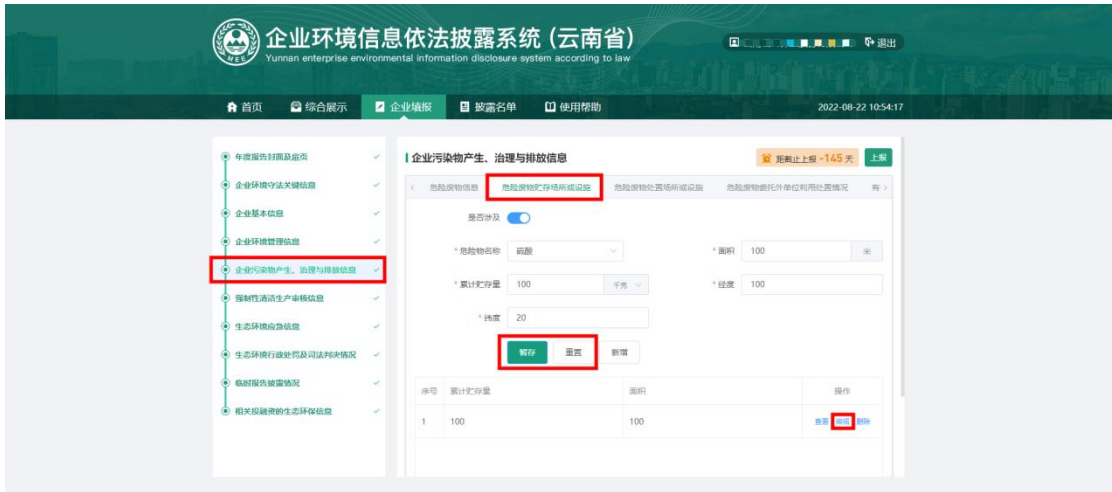 企业环境信息依法披露系统 (云南省)
Yunnan enterprise environmental information disclosure system according to law
MEE
退出
首页 综合展示 企业填报 披露名单 使用帮助 2022-08-22 10:54:17
年度报告封面及扉页
企业环境守法关键信息
企业基本信息
企业环境管理信息
企业污染物产生、治理与排放信息
强制性清洁生产审核信息
生态环境应急信息
生态环境行政处罚及司法判决情况
临时报告披露情况
相关投融资的生态环保信息
企业污染物产生、治理与排放信息 距截止上报 -145 天 上报
危险废物信息 危险废物贮存场所或设施 危险废物处置场所或设施 危险废物委托外单位利用处置情况 有
是否涉及
* 危险物名称 硫酸 * 面积 100 米
* 累计贮存量 100 千克 * 经度 100
* 纬度 20
暂存 重置 新增
序号 累计贮存量 面积 操作
1 100 100 查看 编辑 删除